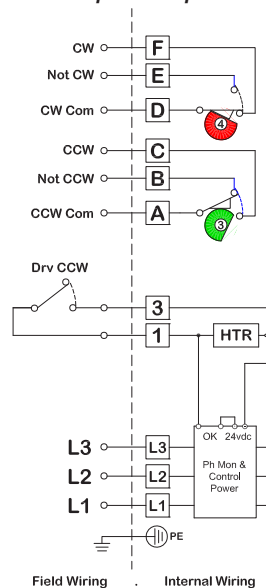 CW F
Not CW E
CW Com D
4
CCW C
Not CCW B
CCW Com A
3
Drv CCW
3
1 HTR
OK 24vdc
L3 L3
Ph Mon &
Control
Power
L2 L2
L1 L1
PE
Field Wiring . Internal Wiring